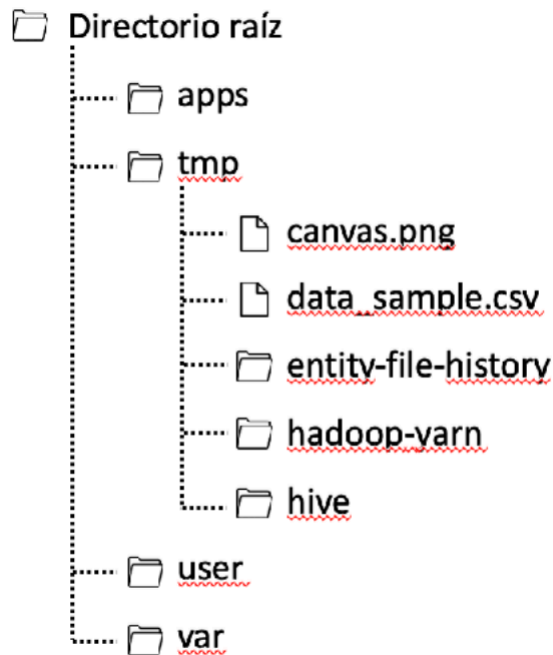 Directorio raíz
apps
tmp
canvas.png
data_sample.csv
entity-file-history
hadoop-yarn
hive
user
var